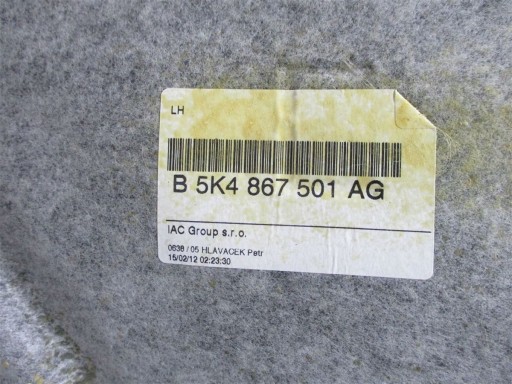 LH
B 5K4 867 501 AG
IAC Group s.r.o.
0638 / 05 HLAVACEK Petr
15/02/12 02:23:30